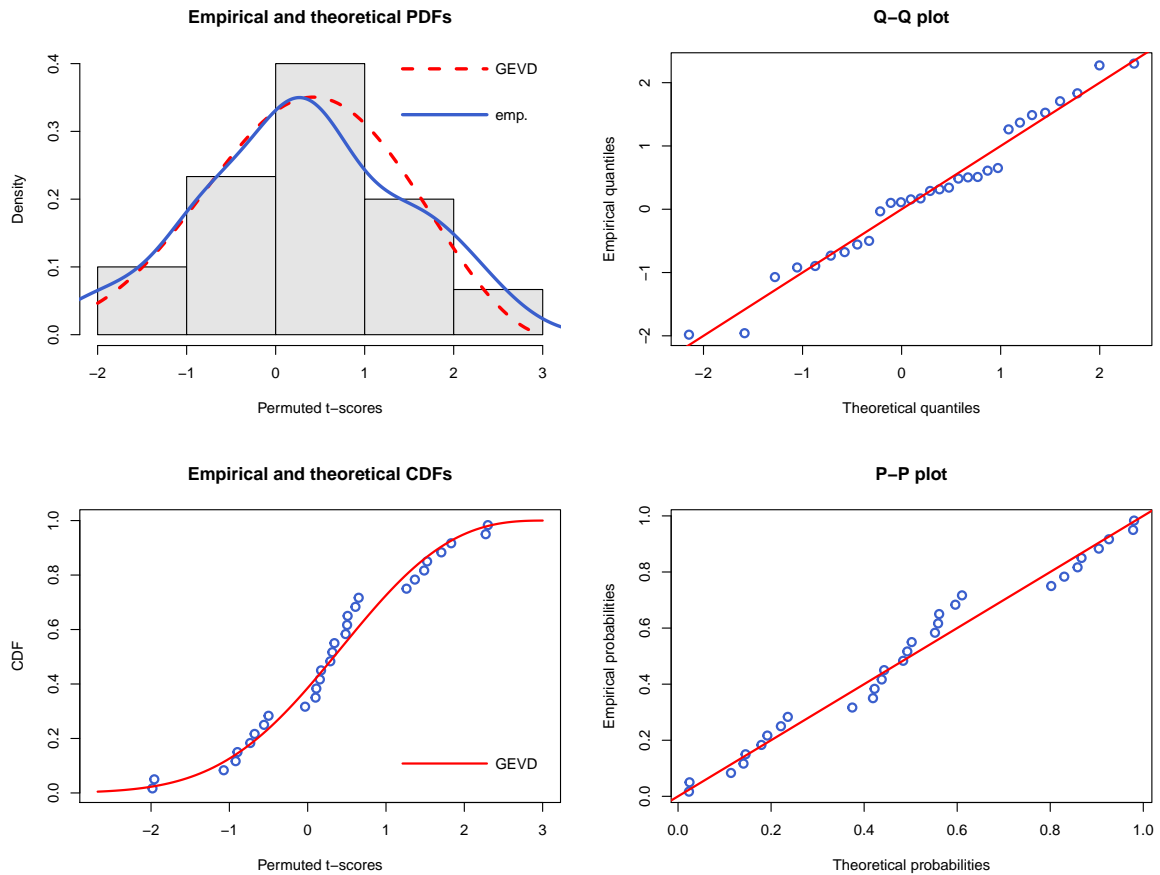 Empirical and theoretical PDFs
0.4
0.3
0.2
0.1
0.0
Density
GEVD
emp.
−2 −1 0 1 2 3
Permuted t−scores
Q−Q plot
2
1
0
−1
−2
Empirical quantiles
−2 −1 0 1 2
Theoretical quantiles
Empirical and theoretical CDFs
1.0
0.8
0.6
0.4
0.2
0.0
CDF
GEVD
−2 −1 0 1 2 3
Permuted t−scores
P−P plot
1.0
0.8
0.6
0.4
0.2
0.0
Empirical probabilities
0.0 0.2 0.4 0.6 0.8 1.0
Theoretical probabilities